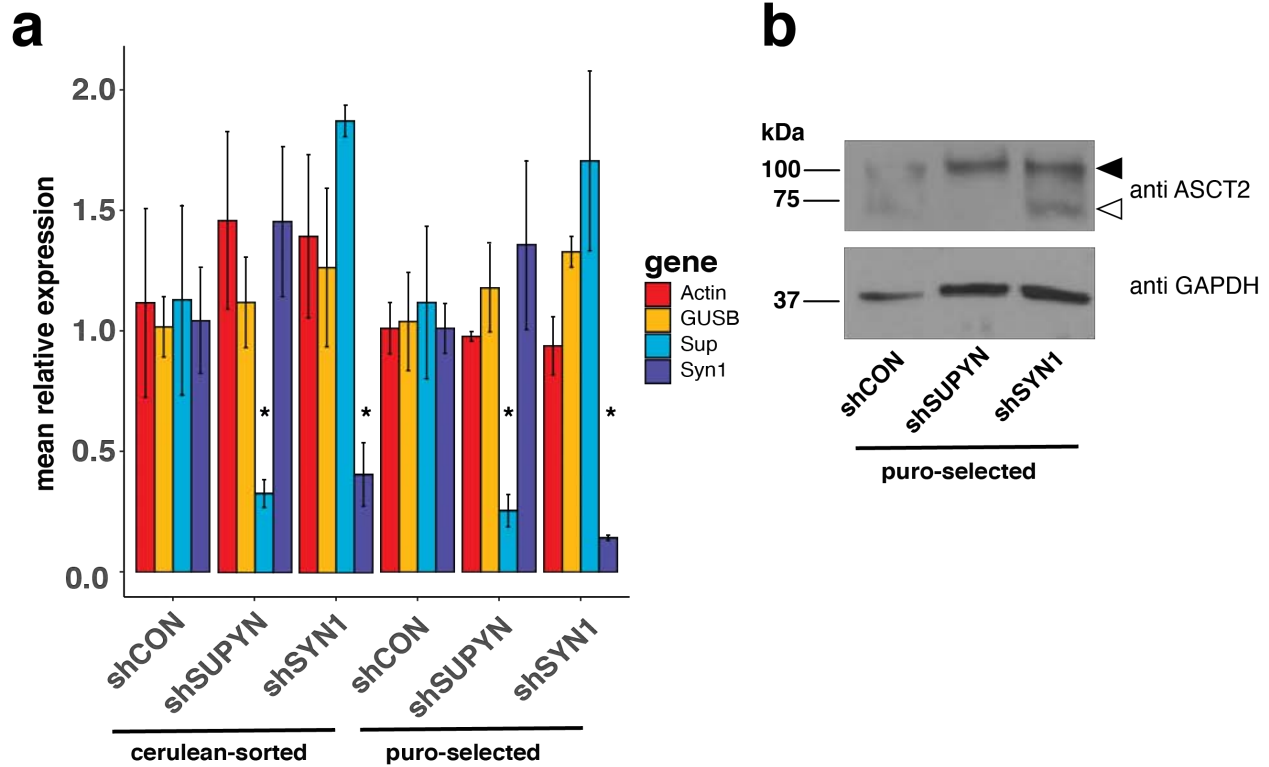 a
mean relative expression
2.0
1.5
1.0
0.5
0.0
*
*
*
*
shCON
shSUPYN
shSYN1
shCON
shSUPYN
shSYN1
cerulean-sorted
puro-selected
gene
Actin
GUSB
Sup
Syn1
b
kDa
100
75
37
anti ASCT2
anti GAPDH
shCON
shSUPYN
shSYN1
puro-selected